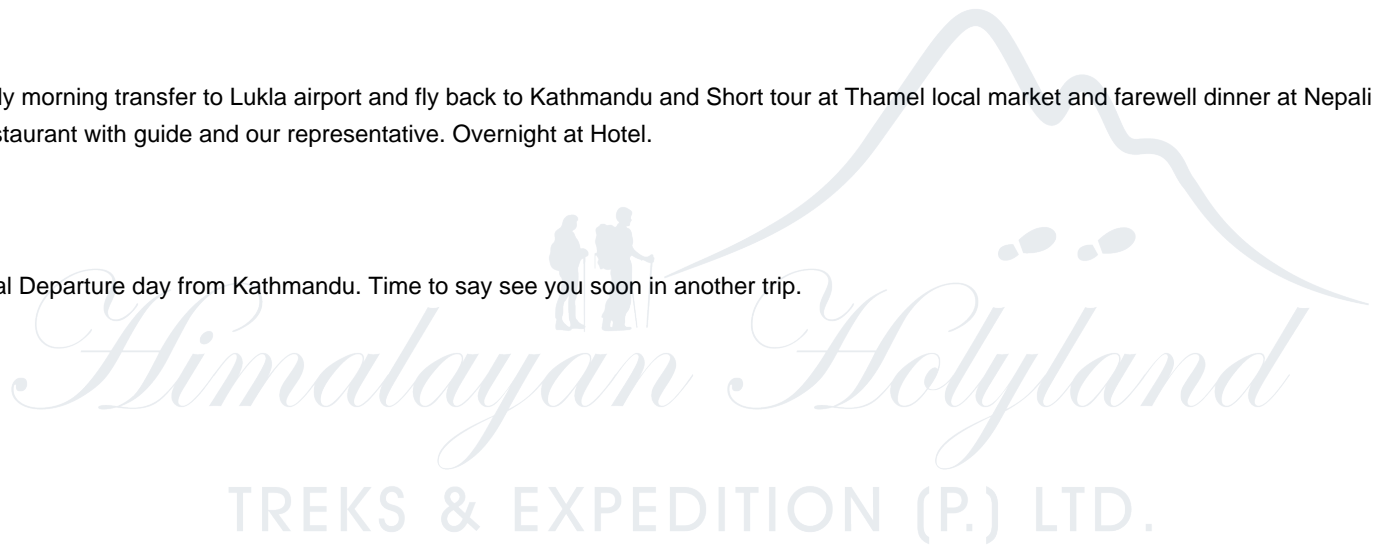 ly morning transfer to Lukla airport and fly back to Kathmandu and Short tour at Thamel local market and farewell dinner at Nepali
staurant with guide and our representative. Overnight at Hotel.
al Departure day from Kathmandu. Time to say see you soon in another trip.
Himalayan Holyland
TREKS & EXPEDITION (P.) LTD.